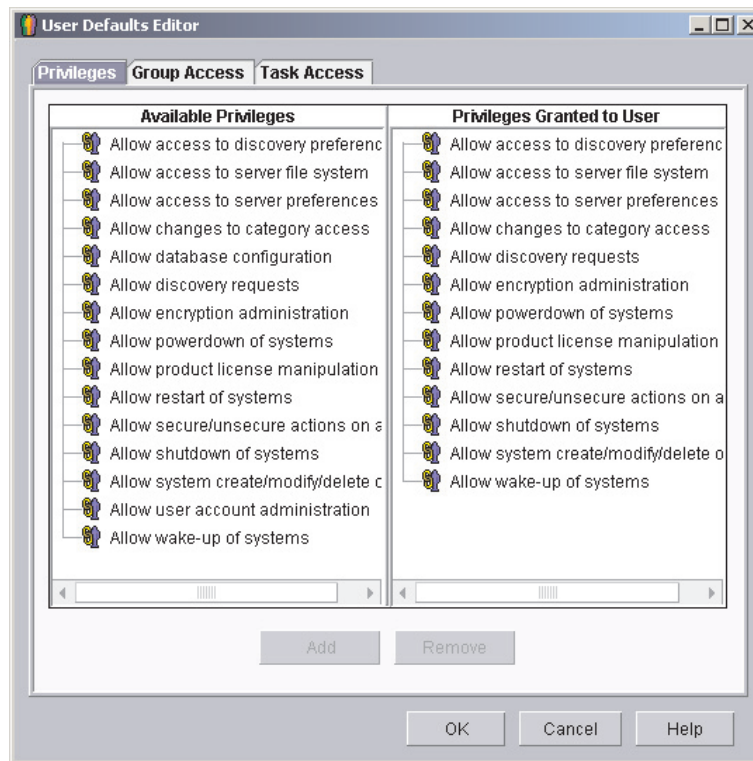 User Defaults Editor
Privileges Group Access Task Access
Available Privileges
Allow access to discovery preferenc
Allow access to server file system
Allow access to server preferences
Allow changes to category access
Allow database configuration
Allow discovery requests
Allow encryption administration
Allow powerdown of systems
Allow product license manipulation
Allow restart of systems
Allow secure/unsecure actions on a
Allow shutdown of systems
Allow system create/modify/delete c
Allow user account administration
Allow wake-up of systems
Privileges Granted to User
Allow access to discovery preferenc
Allow access to server file system
Allow access to server preferences
Allow changes to category access
Allow discovery requests
Allow encryption administration
Allow powerdown of systems
Allow product license manipulation
Allow restart of systems
Allow secure/unsecure actions on a
Allow shutdown of systems
Allow system create/modify/delete o
Allow wake-up of systems
Add Remove
OK Cancel Help